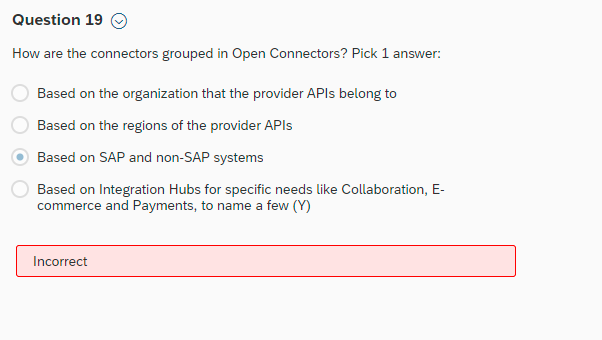 Question 19
How are the connectors grouped in Open Connectors? Pick 1 answer:
Based on the organization that the provider APIs belong to
Based on the regions of the provider APIs
Based on SAP and non-SAP systems
Based on Integration Hubs for specific needs like Collaboration, E-
commerce and Payments, to name a few (Y)
Incorrect